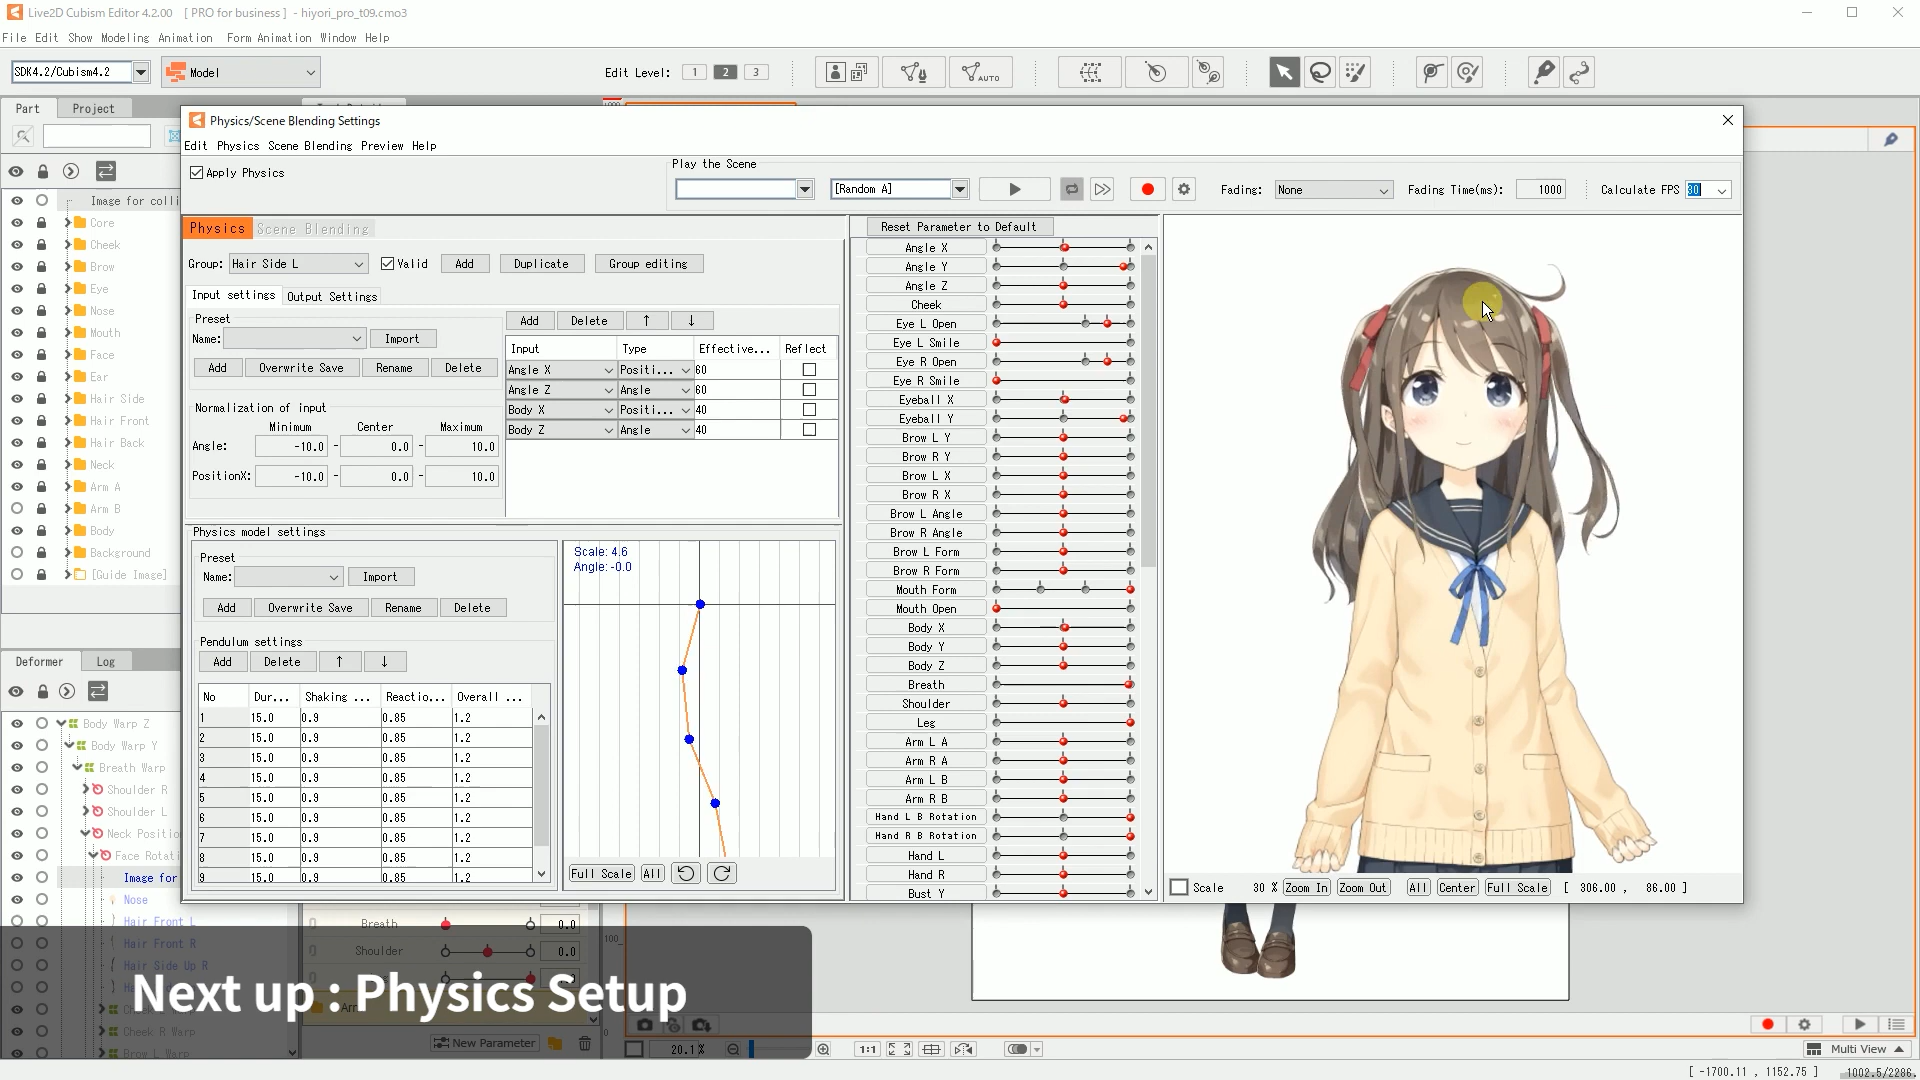 Live2D Cubism Editor 4.2.00 [ PRO for business ] - hiyori_pro_t09.cmo3
File Edit Show Modeling Animation Form Animation Window Help
SDK4.2/Cubism4.2
Model
Edit Level: 1 2 3
AUTO
Part Project
Physics/Scene Blending Settings
Edit Physics Scene Blending Preview Help
Apply Physics
Play the Scene
[Random A]
Fading: None
Fading Time(ms): 1000
Calculate FPS 30
Image for colli
Core
Cheek
Brow
Eye
Nose
Mouth
Face
Ear
Hair Side
Hair Front
Hair Back
Neck
Arm A
Arm B
Body
Background
[Guide Image]
Physics Scene Blending
Group: Hair Side L Valid Add Duplicate Group editing
Input settings Output Settings
Preset
Name: Import
Add Overwrite Save Rename Delete
Normalization of input
Minimum Center Maximum
Angle: -10.0 - 0.0 - 10.0
PositionX: -10.0 - 0.0 - 10.0
Add Delete ↑ ↓
Input Type Effective... Reflect
Angle X Positi... 60
Angle Z Angle 60
Body X Positi... 40
Body Z Angle 40
Physics model settings
Preset
Name: Import
Add Overwrite Save Rename Delete
Pendulum settings
Add Delete ↑ ↓
No Dur... Shaking ... Reactio... Overall ...
1 15.0 0.9 0.85 1.2
2 15.0 0.9 0.85 1.2
3 15.0 0.9 0.85 1.2
4 15.0 0.9 0.85 1.2
5 15.0 0.9 0.85 1.2
6 15.0 0.9 0.85 1.2
7 15.0 0.9 0.85 1.2
8 15.0 0.9 0.85 1.2
9 15.0 0.9 0.85 1.2
Scale: 4.6
Angle: -0.0
Full Scale All
Reset Parameter to Default
Angle X
Angle Y
Angle Z
Cheek
Eye L Open
Eye L Smile
Eye R Open
Eye R Smile
Eyeball X
Eyeball Y
Brow L Y
Brow R Y
Brow L X
Brow R X
Brow L Angle
Brow R Angle
Brow L Form
Brow R Form
Mouth Form
Mouth Open
Body X
Body Y
Body Z
Breath
Shoulder
Leg
Arm L A
Arm R A
Arm L B
Arm R B
Hand L B Rotation
Hand R B Rotation
Hand L
Hand R
Bust Y
Scale 30 % Zoom In Zoom Out All Center Full Scale [ 306.00 , 86.00 ]
Deformer Log
Body Warp Z
Body Warp Y
Breath Warp
Shoulder R
Shoulder L
Neck Positio
Face Rotati
Image for
Nose
Hair Front L
Hair Front R
Hair Side Up R
Cheek R Warp
Brow L Warp
Breath 0.0
Shoulder 0.0
Next up : Physics Setup
New Parameter
20.1%
1:1
Multi View
[ -1700.11 , 1152.75 ] 1002.5/2286.